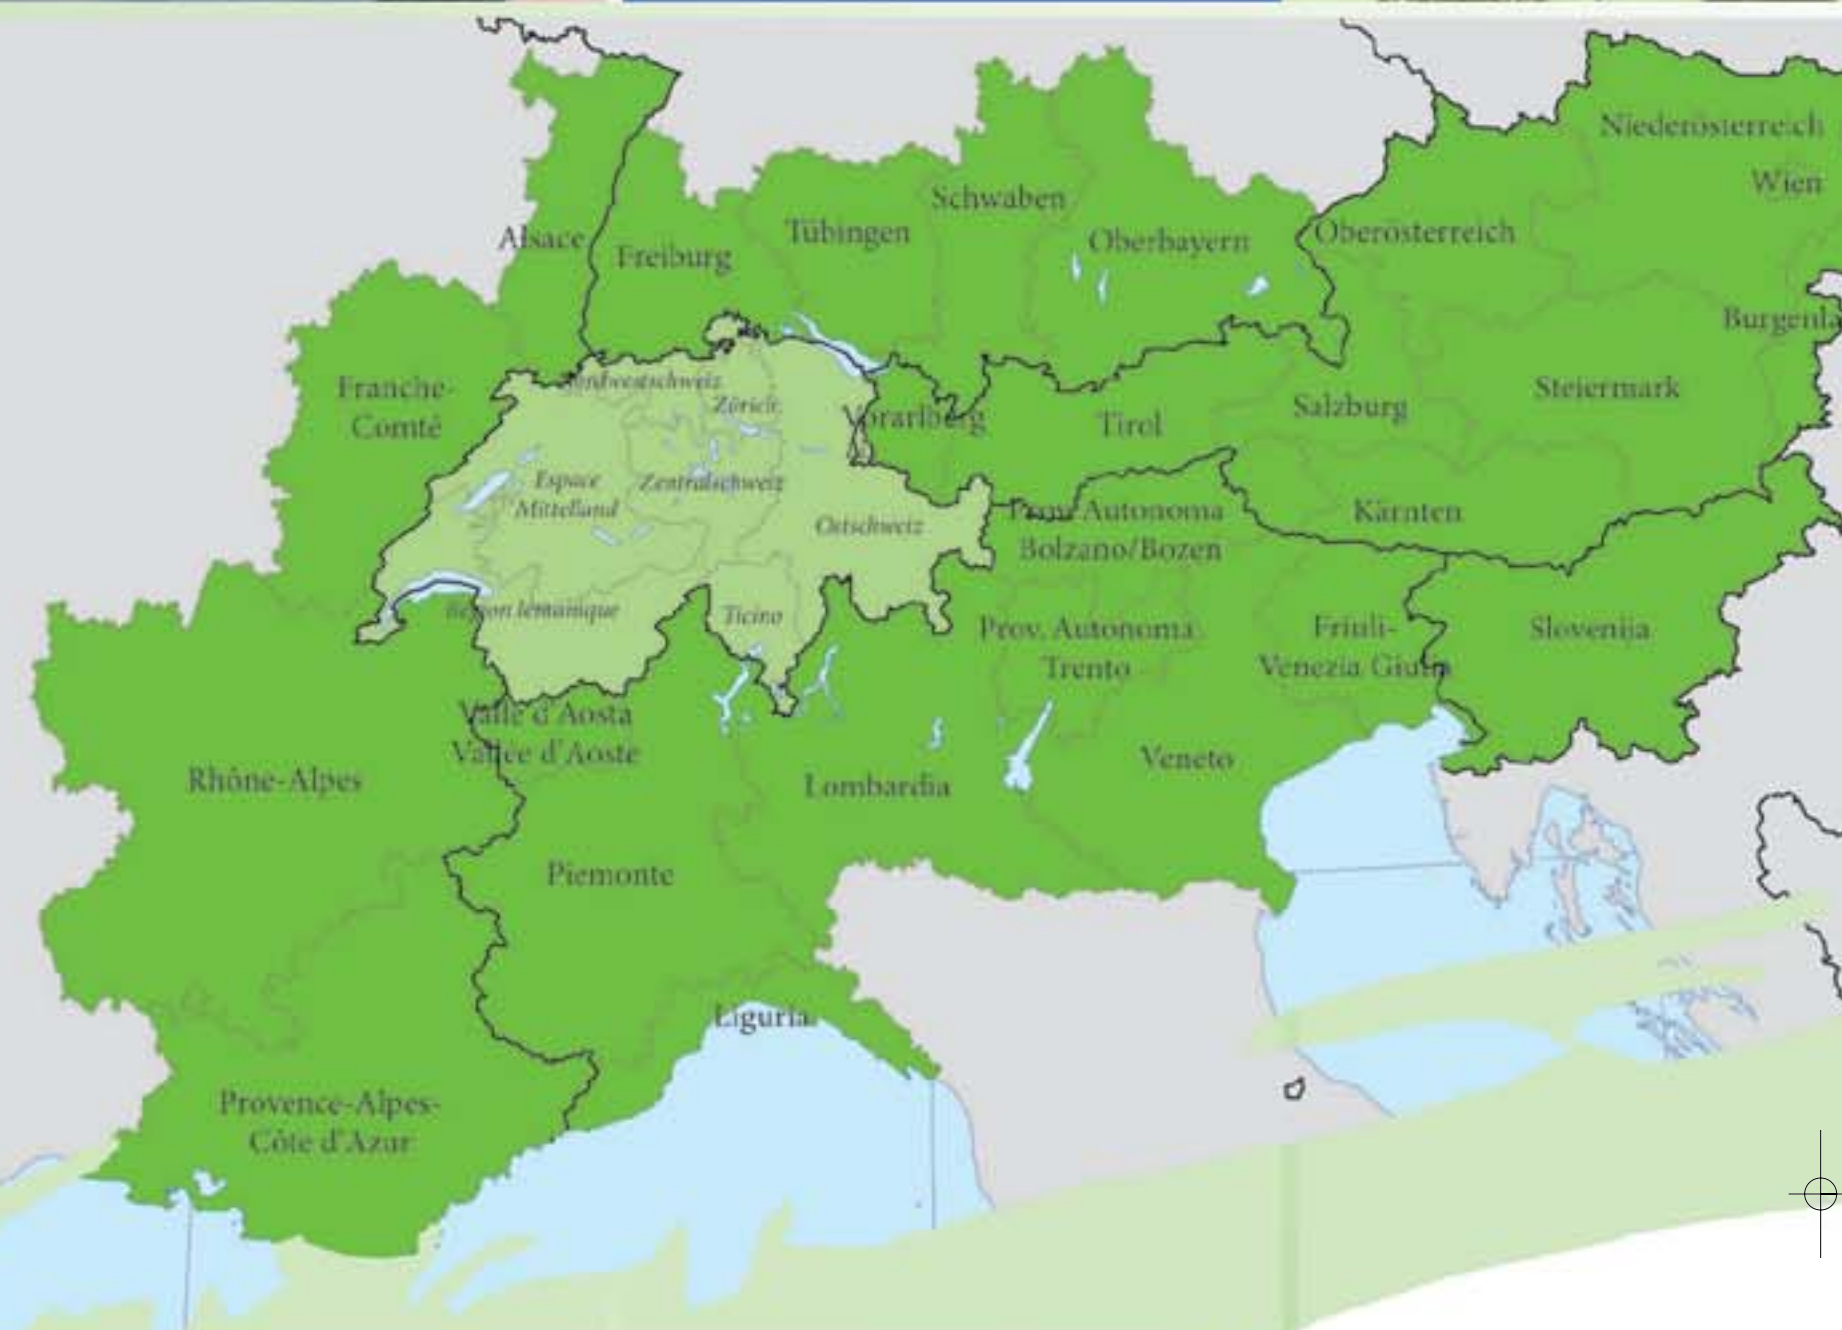 Niederösterreich
Wien
Schwaben
Alsace
Freiburg
Tübingen
Oberbayern
Oberösterreich
Burgenla
Franche-
Comté
Nordwestschweiz
Zürich
Vorarlberg
Tirol
Salzburg
Steiermark
Espace
Mittelland
Zentralschweiz
Ostschweiz
Prov. Autonoma
Bolzano/Bozen
Kärnten
Région lémanique
Ticino
Prov. Autonoma
Trento
Friuli-
Venezia Giulia
Slovenija
Valle d'Aosta
Vallée d'Aoste
Rhône-Alpes
Lombardia
Veneto
Piemonte
Liguria
Provence-Alpes-
Côte d'Azur